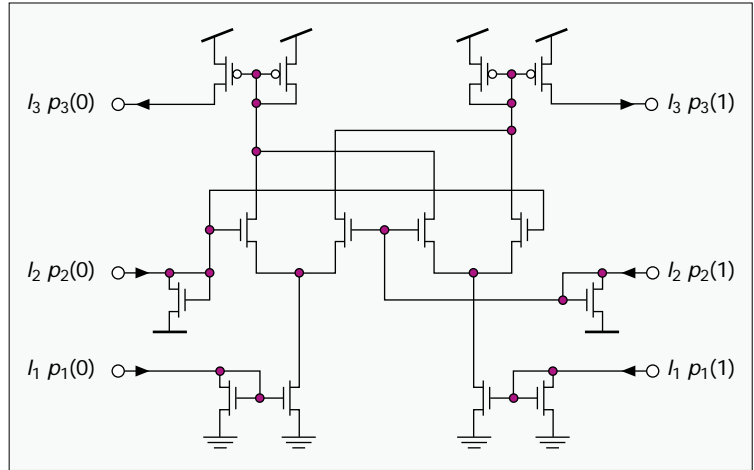 I3 p3(0)
I3 p3(1)
I2 p2(0)
I2 p2(1)
I1 p1(0)
I1 p1(1)